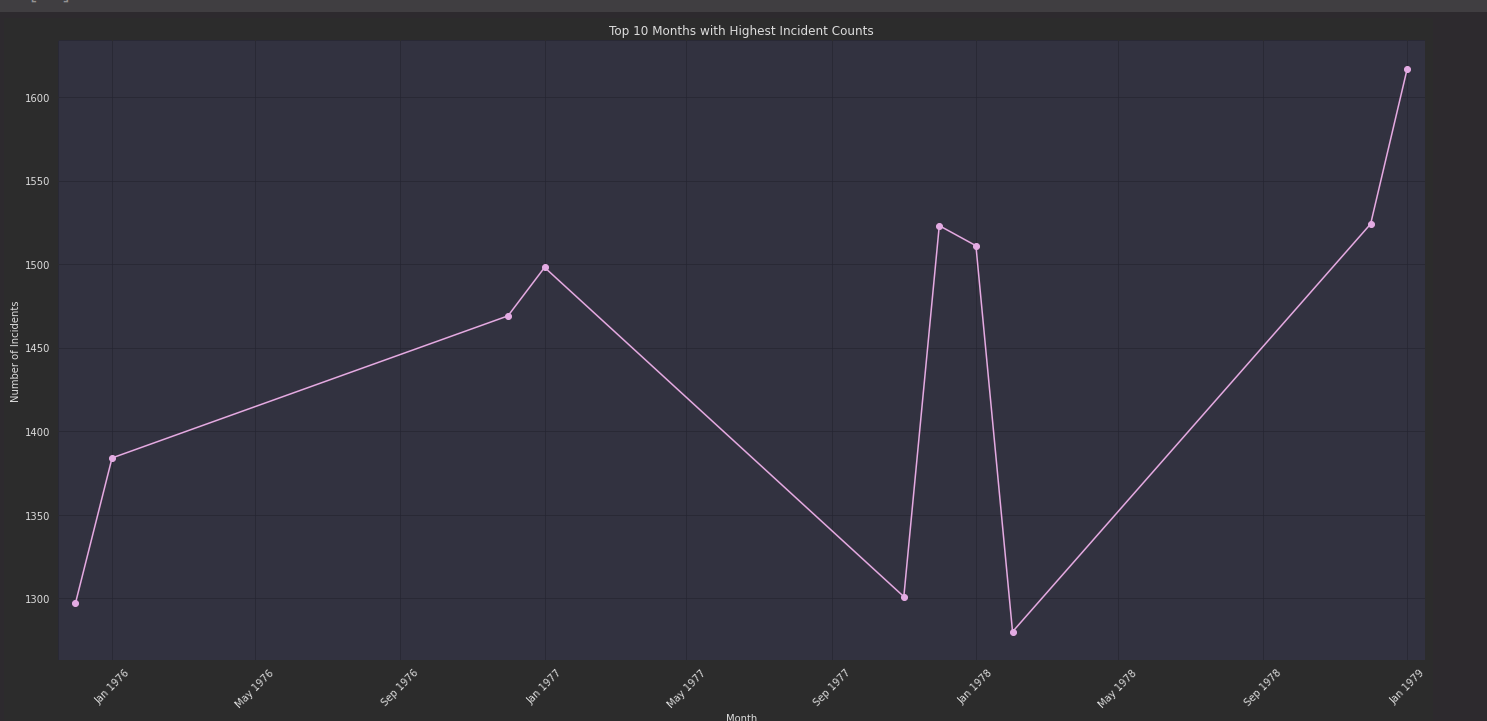 Top 10 Months with Highest Incident Counts
1600
1550
1500
1450
1400
1350
1300
Number of Incidents
Jan 1976
May 1976
Sep 1976
Jan 1977
May 1977
Sep 1977
Jan 1978
May 1978
Sep 1978
Jan 1979
Month